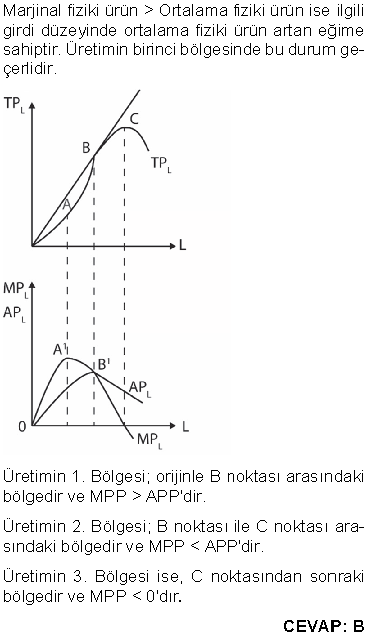 Marjinal fiziki ürün > Ortalama fiziki ürün ise ilgili
girdi düzeyinde ortalama fiziki ürün artan eğime
sahiptir. Üretimin birinci bölgesinde bu durum ge-
çerlidir.
TPL
C
B
TPL
A
L
MPL
APL
A¹
B¹
APL
0
L
MPL
Üretimin 1. Bölgesi; orijinle B noktası arasındaki
bölgedir ve MPP > APP'dir.
Üretimin 2. Bölgesi; B noktası ile C noktası ara-
sındaki bölgedir ve MPP < APP'dir.
Üretimin 3. Bölgesi ise, C noktasından sonraki
bölgedir ve MPP < 0'dır.
CEVAP: B